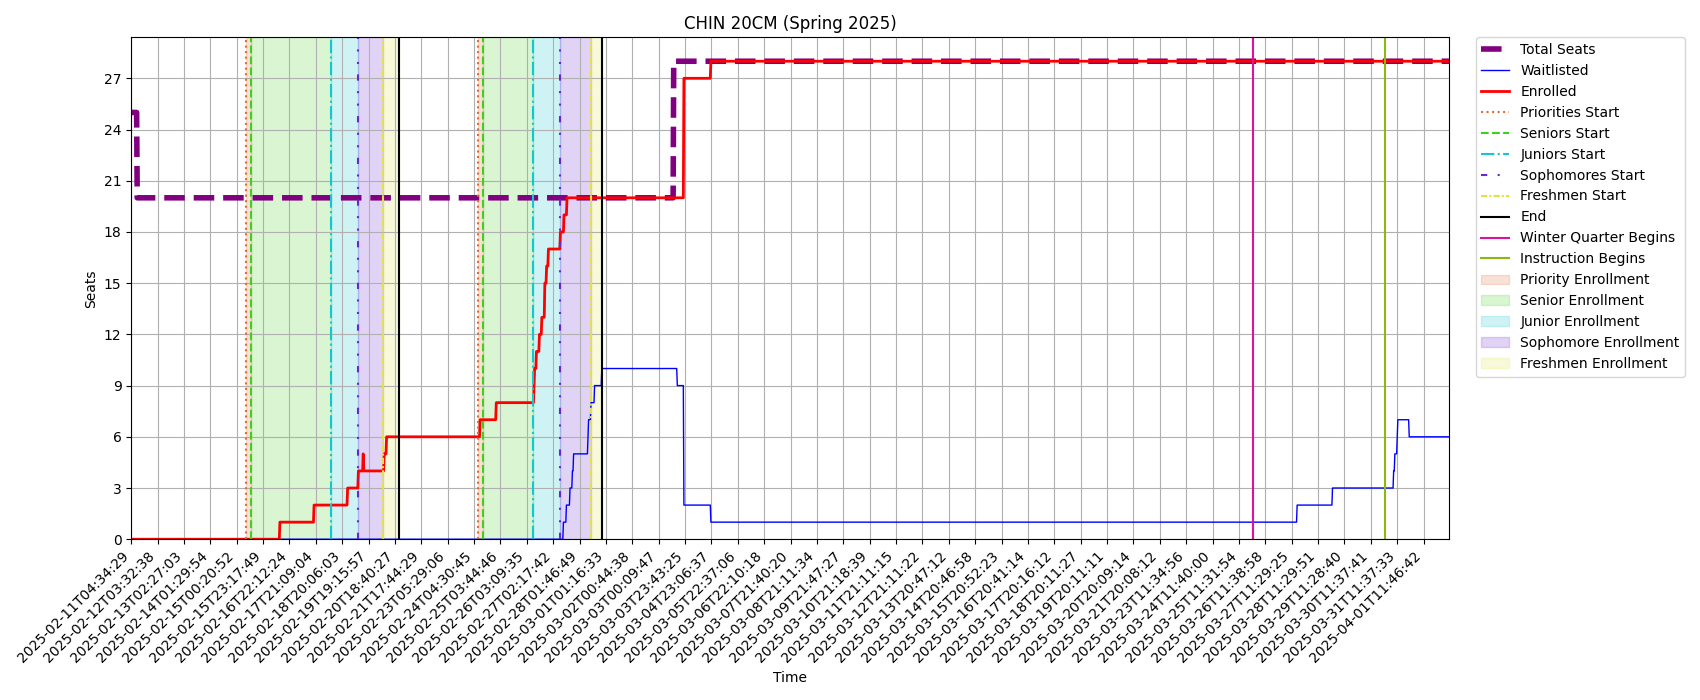 CHIN 20CM (Spring 2025)
Seats
27
24
21
18
15
12
9
6
3
0
2025-02-11T04:34:29
2025-02-12T03:32:38
2025-02-13T02:27:03
2025-02-14T01:29:54
2025-02-15T00:20:52
2025-02-15T23:17:49
2025-02-16T22:12:24
2025-02-17T21:09:04
2025-02-18T20:06:03
2025-02-19T19:15:57
2025-02-20T18:40:27
2025-02-21T17:44:29
2025-02-23T05:29:06
2025-02-24T04:30:45
2025-02-25T03:44:46
2025-02-26T03:09:35
2025-02-27T02:17:42
2025-02-28T01:46:49
2025-03-01T01:16:33
2025-03-02T00:44:38
2025-03-03T00:09:47
2025-03-03T23:43:25
2025-03-04T23:06:37
2025-03-05T22:37:00
2025-03-06T22:10:18
2025-03-07T21:40:20
2025-03-08T21:11:34
2025-03-09T21:47:27
2025-03-10T21:18:39
2025-03-11T21:11:15
2025-03-12T21:11:22
2025-03-13T20:47:12
2025-03-14T20:46:58
2025-03-15T20:52:23
2025-03-16T20:41:14
2025-03-17T20:16:12
2025-03-18T20:11:27
2025-03-19T20:11:11
2025-03-20T20:09:14
2025-03-21T20:08:12
2025-03-23T11:34:56
2025-03-24T11:40:00
2025-03-25T11:31:54
2025-03-26T11:38:58
2025-03-27T11:29:25
2025-03-28T11:29:51
2025-03-29T11:28:40
2025-03-30T11:37:41
2025-03-31T11:37:33
2025-04-01T11:46:42
Time
Total Seats
Waitlisted
Enrolled
Priorities Start
Seniors Start
Juniors Start
Sophomores Start
Freshmen Start
End
Winter Quarter Begins
Instruction Begins
Priority Enrollment
Senior Enrollment
Junior Enrollment
Sophomore Enrollment
Freshmen Enrollment